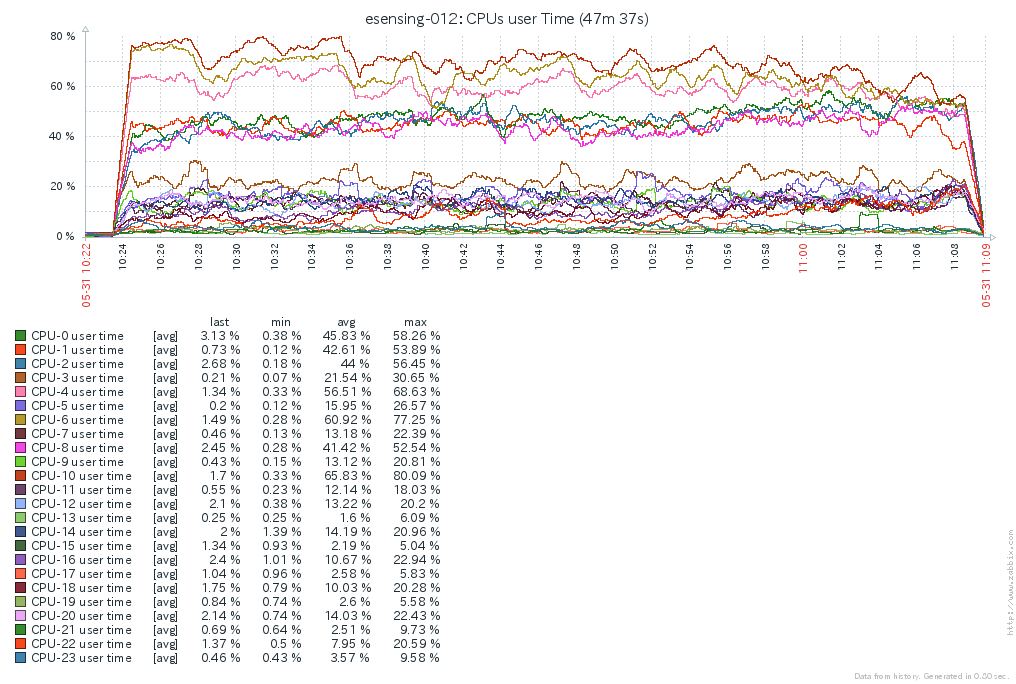 esensing-012: CPUs user Time (47m 37s)
80 %
60 %
40 %
20 %
0 %
05-31 10:22
10:24
10:26
10:28
10:30
10:32
10:34
10:36
10:38
10:40
10:42
10:44
10:46
10:48
10:50
10:52
10:54
10:56
10:58
11:00
11:02
11:04
11:06
11:08
05-31 11:09
last min avg max
CPU-0 user time [avg] 3.13 % 0.38 % 45.83 % 58.26 %
CPU-1 user time [avg] 0.73 % 0.12 % 42.61 % 53.89 %
CPU-2 user time [avg] 2.68 % 0.18 % 44 % 56.45 %
CPU-3 user time [avg] 0.21 % 0.07 % 21.54 % 30.65 %
CPU-4 user time [avg] 1.34 % 0.33 % 56.51 % 68.63 %
CPU-5 user time [avg] 0.2 % 0.12 % 15.95 % 26.57 %
CPU-6 user time [avg] 1.49 % 0.28 % 60.92 % 77.25 %
CPU-7 user time [avg] 0.46 % 0.13 % 13.18 % 22.39 %
CPU-8 user time [avg] 2.45 % 0.28 % 41.42 % 52.54 %
CPU-9 user time [avg] 0.43 % 0.15 % 13.12 % 20.81 %
CPU-10 user time [avg] 1.7 % 0.33 % 65.83 % 80.09 %
CPU-11 user time [avg] 0.55 % 0.23 % 12.14 % 18.03 %
CPU-12 user time [avg] 2.1 % 0.38 % 13.22 % 20.2 %
CPU-13 user time [avg] 0.25 % 0.25 % 1.6 % 6.09 %
CPU-14 user time [avg] 2 % 1.39 % 14.19 % 20.96 %
CPU-15 user time [avg] 1.34 % 0.93 % 2.19 % 5.04 %
CPU-16 user time [avg] 2.4 % 1.01 % 10.67 % 22.94 %
CPU-17 user time [avg] 1.04 % 0.96 % 2.58 % 5.83 %
CPU-18 user time [avg] 1.75 % 0.79 % 10.03 % 20.28 %
CPU-19 user time [avg] 0.84 % 0.74 % 2.6 % 5.58 %
CPU-20 user time [avg] 2.14 % 0.74 % 14.03 % 22.43 %
CPU-21 user time [avg] 0.69 % 0.64 % 2.51 % 9.73 %
CPU-22 user time [avg] 1.37 % 0.5 % 7.95 % 20.59 %
CPU-23 user time [avg] 0.46 % 0.43 % 3.57 % 9.58 %
http://www.zabbix.com
Data from history. Generated in 0.80 sec.